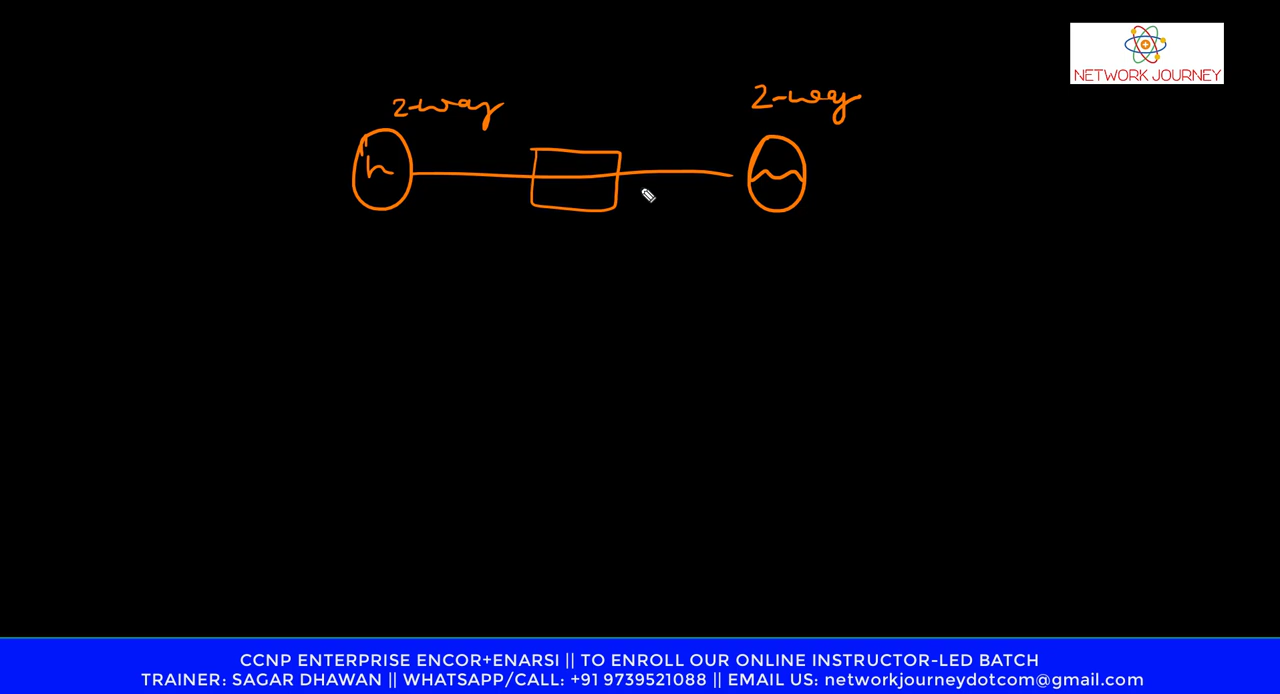 NETWORK JOURNEY
2-way
2-way
CCNP ENTERPRISE ENCOR+ENARSI || TO ENROLL OUR ONLINE INSTRUCTOR-LED BATCH
TRAINER: SAGAR DHAWAN || WHATSAPP/CALL: +91 9739521088 || EMAIL US: networkjourneydotcom@gmail.com